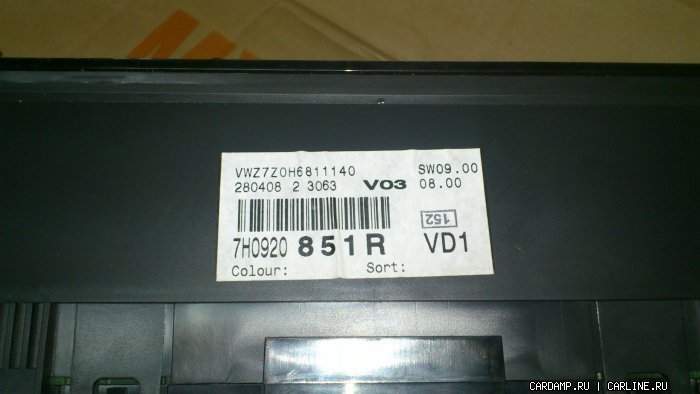 VWZ7Z0H6811140 SW09.00
280408 2 3063 V03 08.00
152
7H0920 851R VD1
Colour: Sort:
CARDAMP.RU | CARLINE.RU